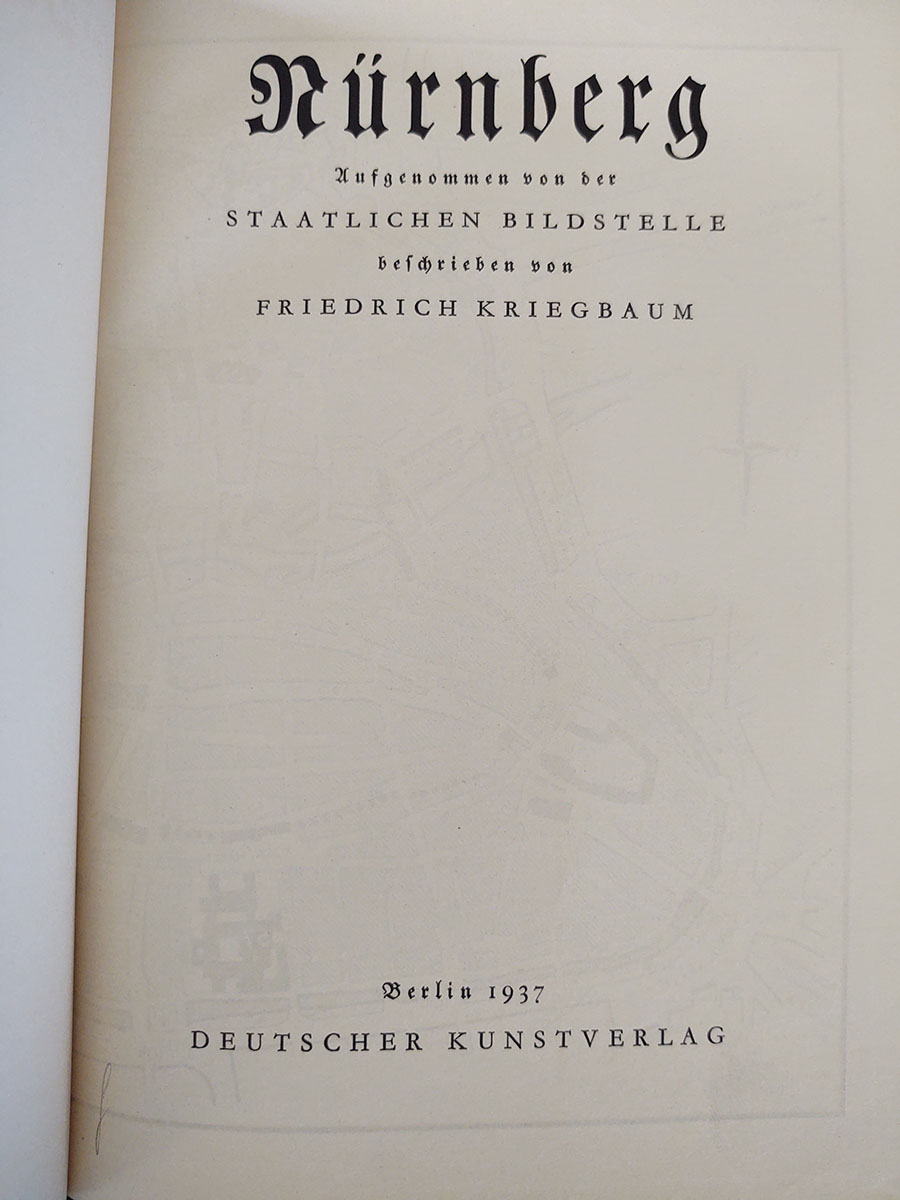 Nürnberg
Aufgenommen von der
STAATLICHEN BILDSTELLE
beſchrieben von
FRIEDRICH KRIEGBAUM
Berlin 1937
DEUTSCHER KUNSTVERLAG